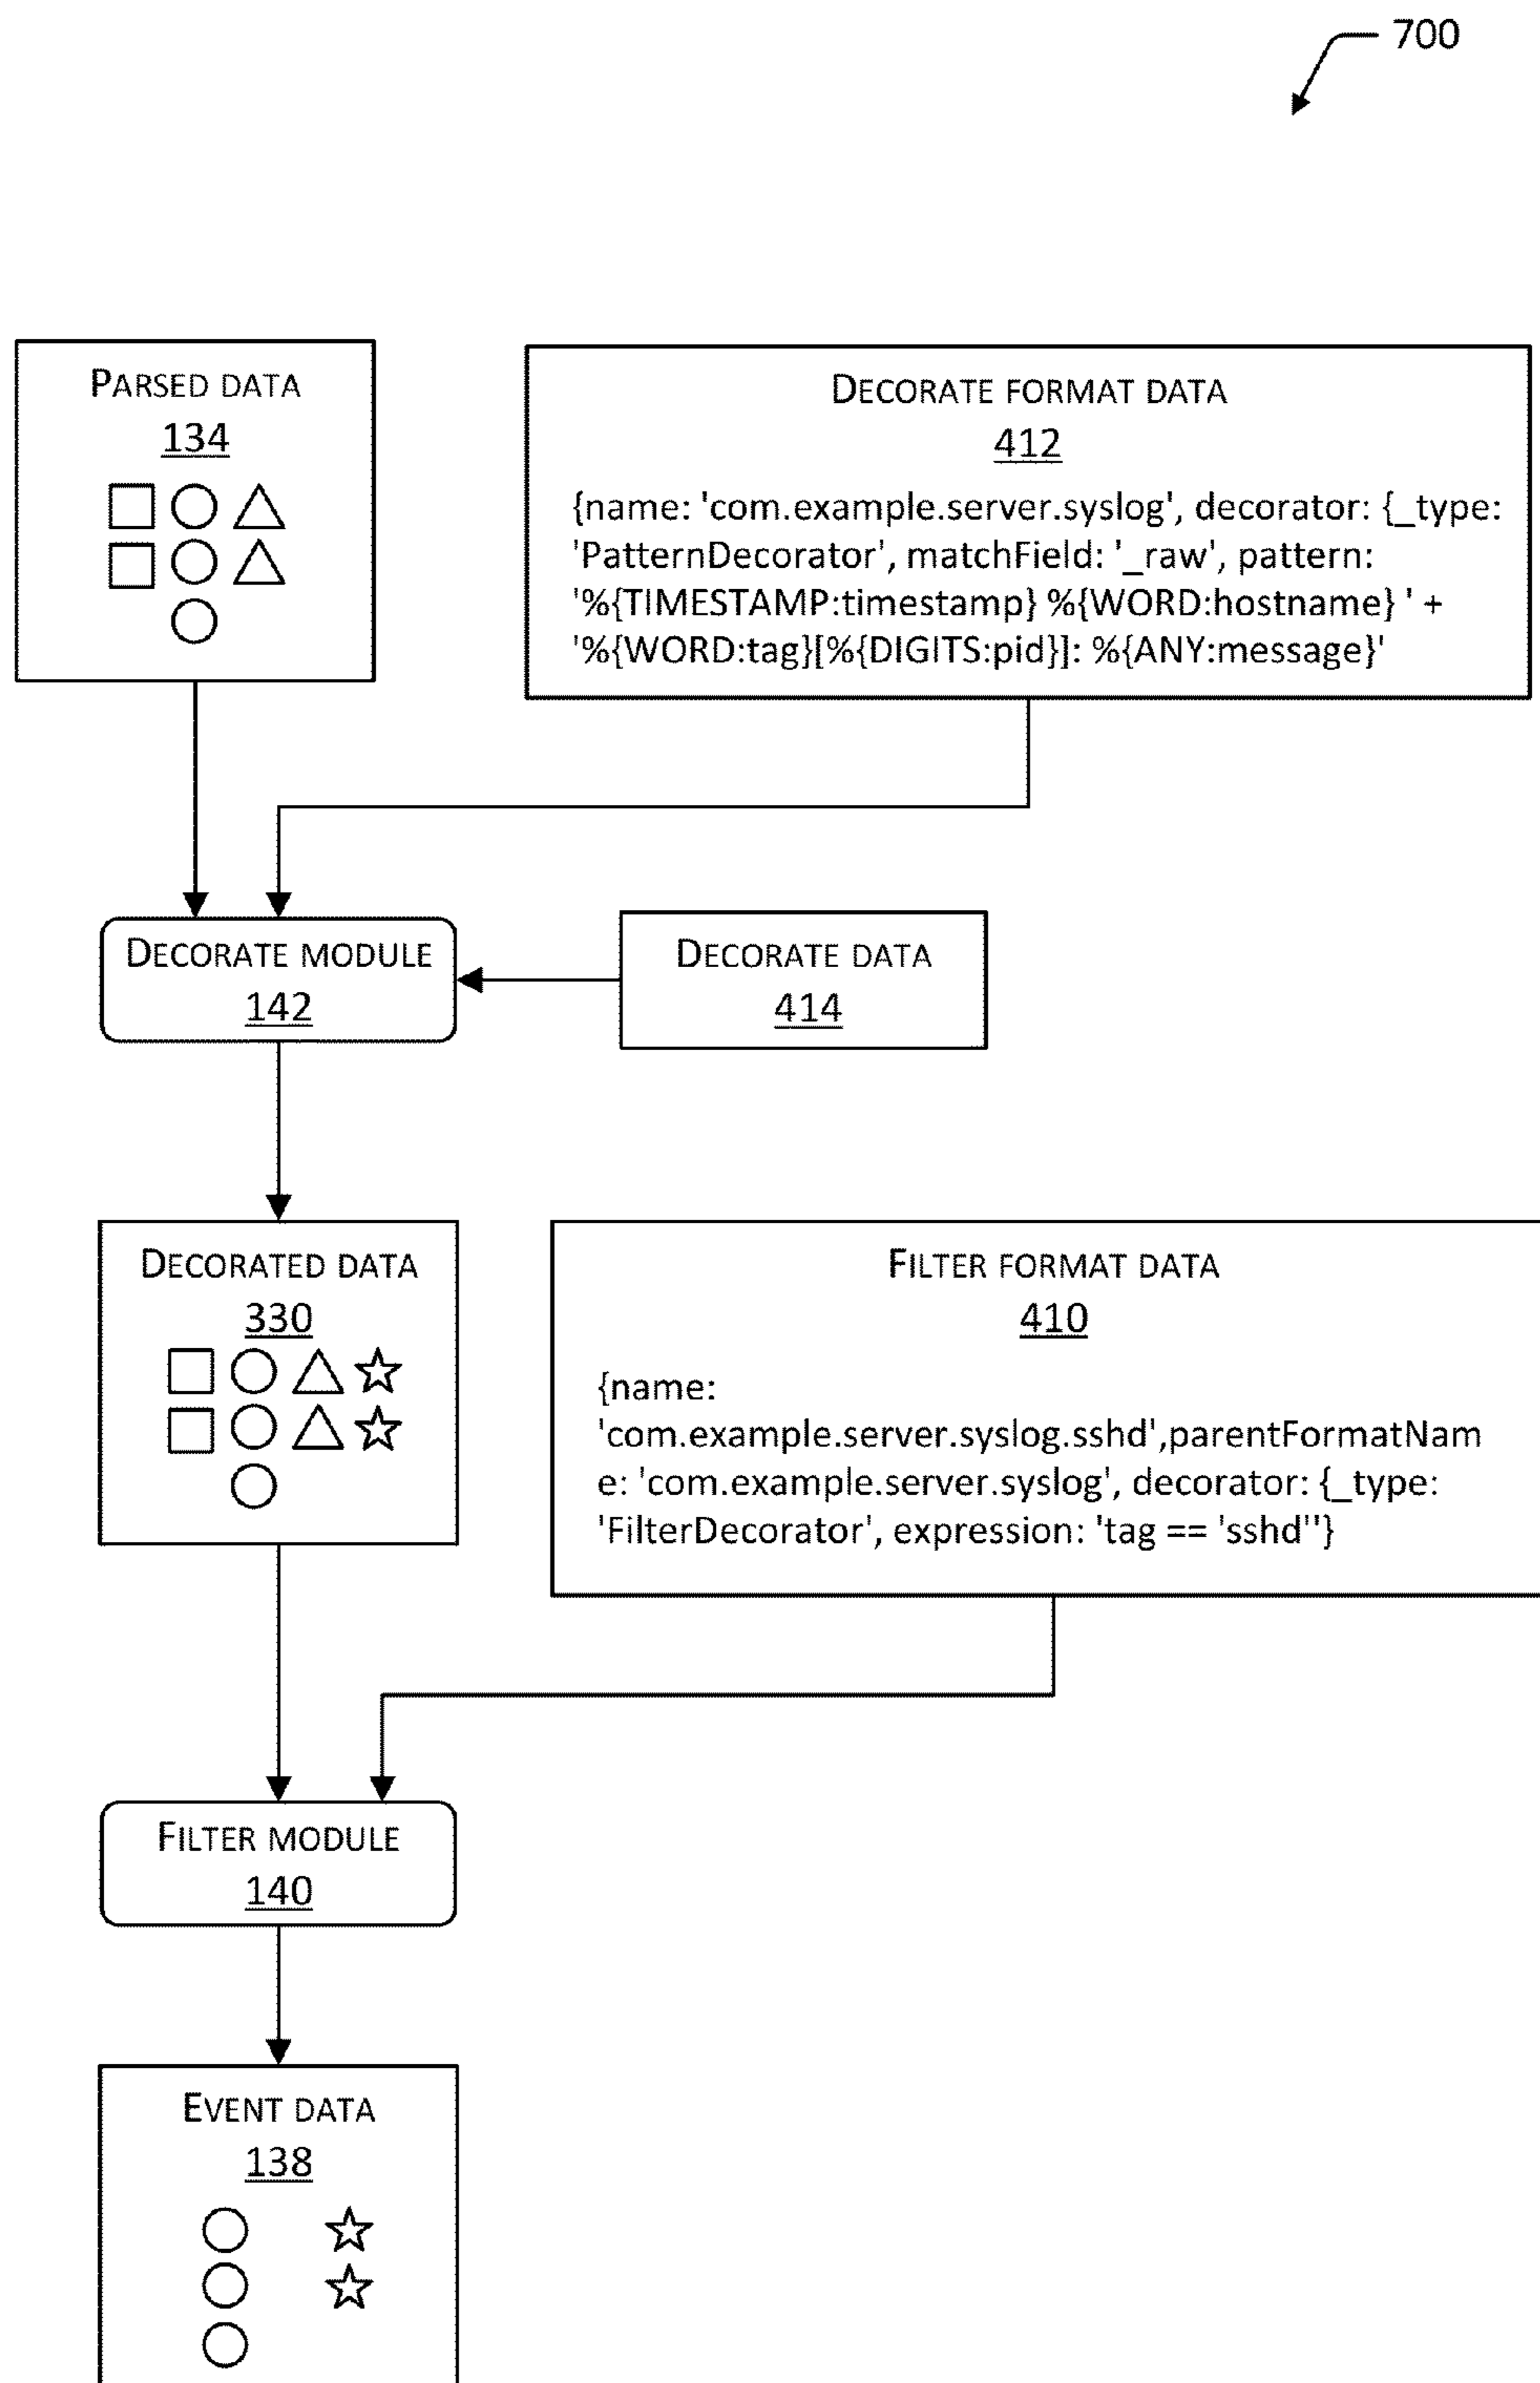 700
PARSED DATA
134
DECORATE FORMAT DATA
412
{name: 'com.example.server.syslog', decorator: {_type:
'PatternDecorator', matchField: '_raw', pattern:
'%{TIMESTAMP:timestamp} %{WORD:hostname} ' +
'%{WORD:tag}[%{DIGITS:pid}]: %{ANY:message}'
DECORATE MODULE
142
DECORATE DATA
414
DECORATED DATA
330
FILTER FORMAT DATA
410
{name:
'com.example.server.syslog.sshd',parentFormatNam
e: 'com.example.server.syslog', decorator: {_type:
'FilterDecorator', expression: 'tag == 'sshd''}
FILTER MODULE
140
EVENT DATA
138